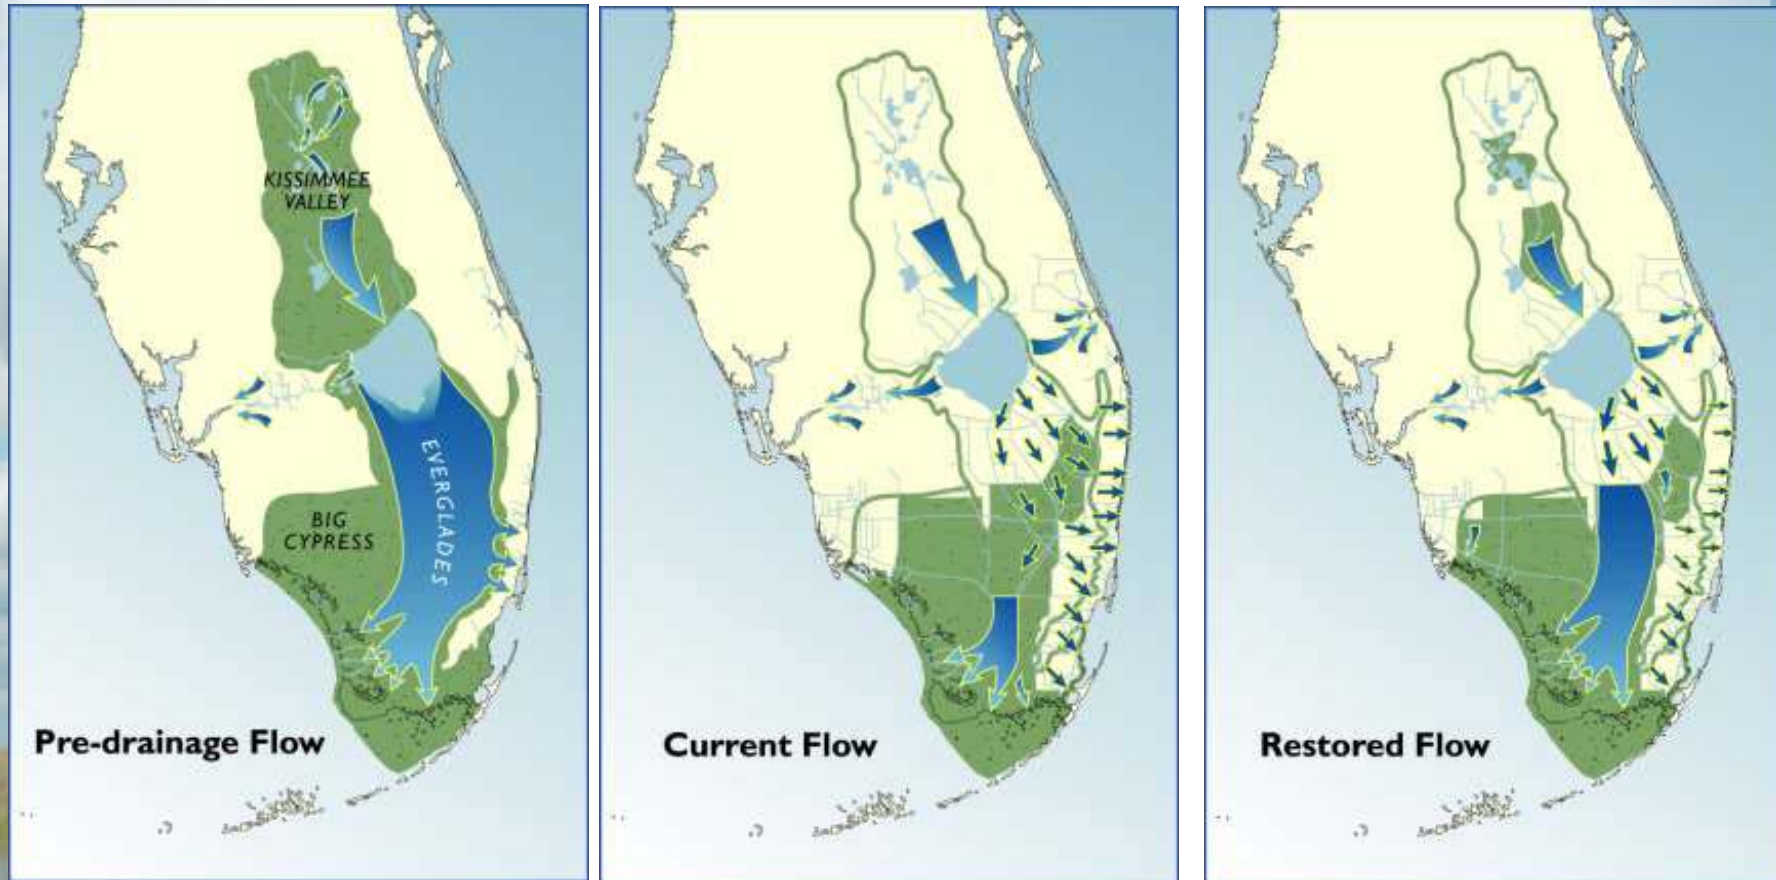 KISSIMMEE
VALLEY
EVERGLADES
BIG
CYPRESS
Pre-drainage Flow
Current Flow
Restored Flow